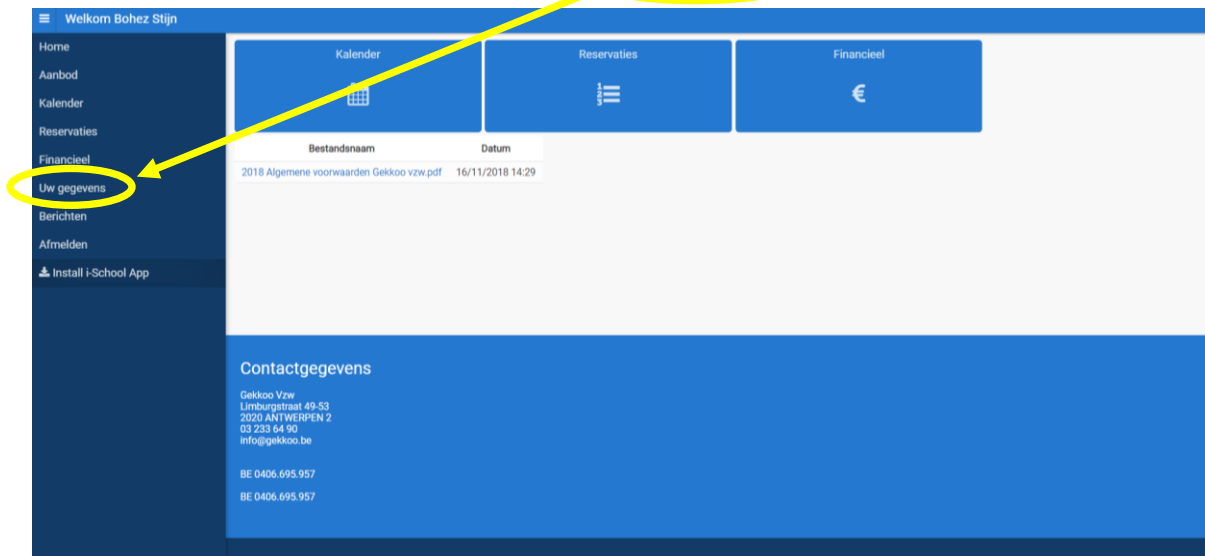 Welkom Bohez Stijn
Home
Aanbod
Kalender
Reservaties
Financieel
Uw gegevens
Berichten
Afmelden
Install i-School App
Kalender
Reservaties
Financieel
€
Bestandsnaam Datum
2018 Algemene voorwaarden Gekkoo vzw.pdf 16/11/2018 14:29
Contactgegevens
Gekkoo Vzw
Limburgstraat 49-53
2020 ANTWERPEN 2
03 233 64 90
info@gekkoo.be
BE 0406.695.957
BE 0406.695.957